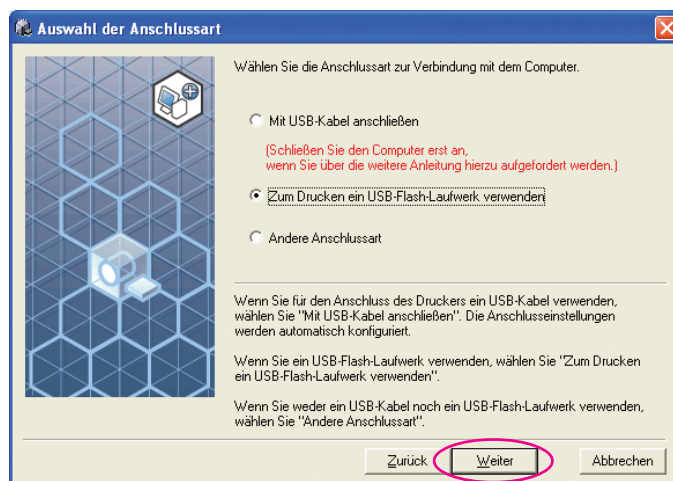 Auswahl der Anschlussart
Wählen Sie die Anschlussart zur Verbindung mit dem Computer.
Mit USB-Kabel anschließen
(Schließen Sie den Computer erst an,
wenn Sie über die weitere Anleitung hierzu aufgefordert werden.)
Zum Drucken ein USB-Flash-Laufwerk verwenden
Andere Anschlussart
Wenn Sie für den Anschluss des Druckers ein USB-Kabel verwenden,
wählen Sie "Mit USB-Kabel anschließen". Die Anschlusseinstellungen
werden automatisch konfiguriert.
Wenn Sie ein USB-Flash-Laufwerk verwenden, wählen Sie "Zum Drucken
ein USB-Flash-Laufwerk verwenden".
Wenn Sie weder ein USB-Kabel noch ein USB-Flash-Laufwerk verwenden,
wählen Sie "Andere Anschlussart".
Zurück Weiter Abbrechen